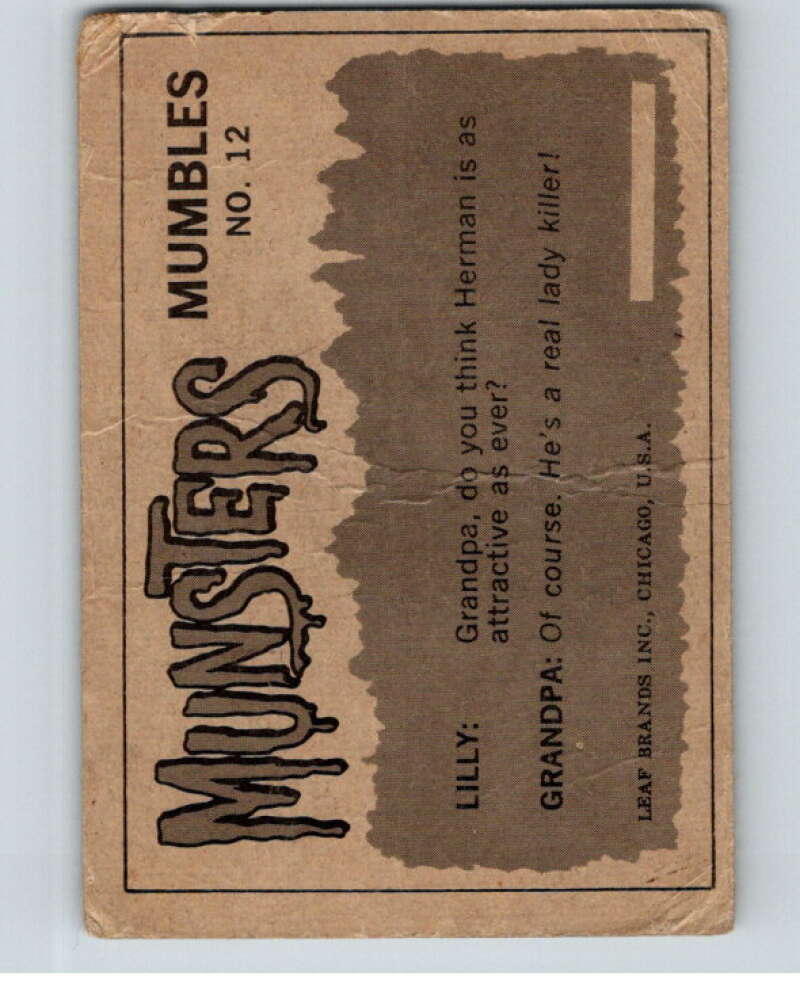 MUNSTERS MUMBLES
NO. 12
LILLY: Grandpa, do you think Herman is as
attractive as ever?
GRANDPA: Of course. He's a real lady killer!
LEAF BRANDS INC., CHICAGO, U.S.A.